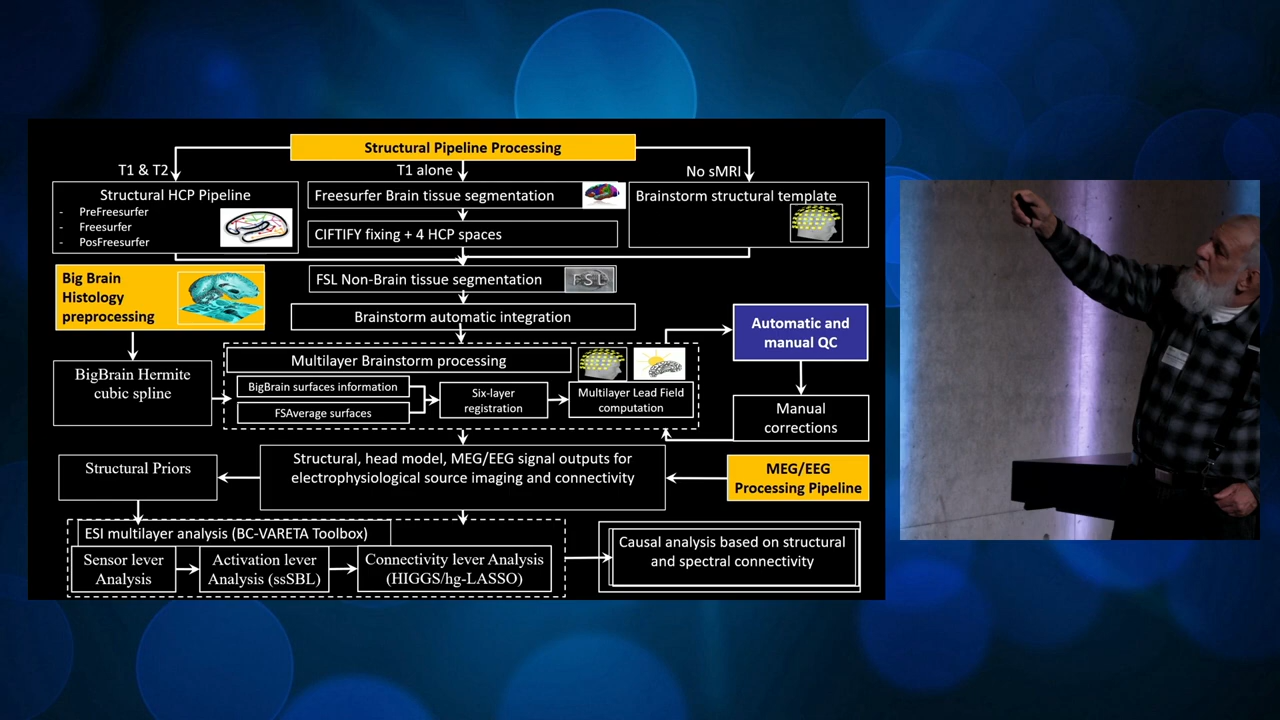 Structural Pipeline Processing
T1 & T2
T1 alone
No sMRI
Structural HCP Pipeline
- PreFreesurfer
- Freesurfer
- PosFreesurfer
Freesurfer Brain tissue segmentation
CIFTIFY fixing + 4 HCP spaces
Brainstorm structural template
Big Brain
Histology
preprocessing
FSL Non-Brain tissue segmentation
FSL
Brainstorm automatic integration
Automatic and
manual QC
BigBrain Hermite
cubic spline
Multilayer Brainstorm processing
BigBrain surfaces information
FSAverage surfaces
Six-layer
registration
Multilayer Lead Field
computation
Manual
corrections
Structural Priors
Structural, head model, MEG/EEG signal outputs for
electrophysiological source imaging and connectivity
MEG/EEG
Processing Pipeline
ESI multilayer analysis (BC-VARETA Toolbox)
Sensor lever
Analysis
Activation lever
Analysis (ssSBL)
Connectivity lever Analysis
(HIGGS/hg-LASSO)
Causal analysis based on structural
and spectral connectivity